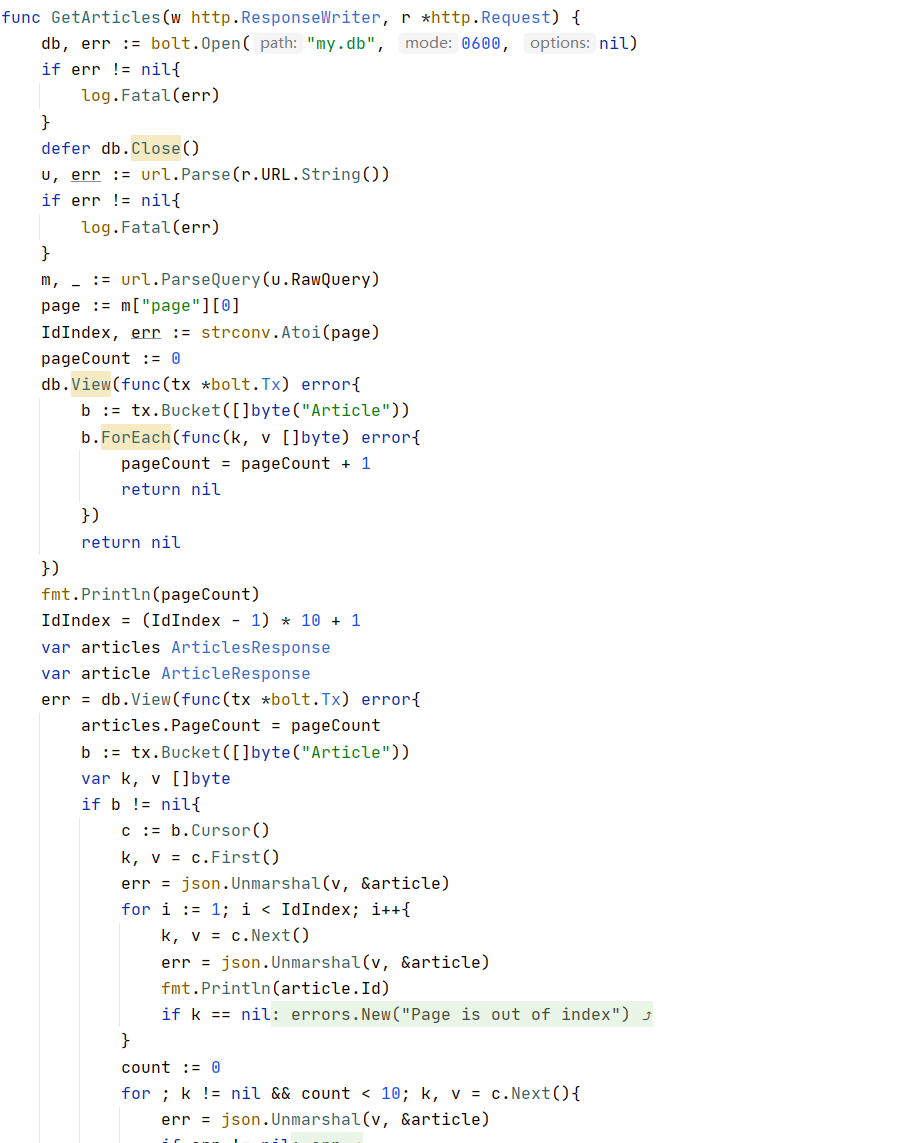 func GetArticles(w http.ResponseWriter, r *http.Request) {
    db, err := bolt.Open( path: "my.db", mode: 0600, options: nil)
    if err != nil{
        log.Fatal(err)
    }
    defer db.Close()
    u, err := url.Parse(r.URL.String())
    if err != nil{
        log.Fatal(err)
    }
    m, _ := url.ParseQuery(u.RawQuery)
    page := m["page"][0]
    IdIndex, err := strconv.Atoi(page)
    pageCount := 0
    db.View(func(tx *bolt.Tx) error{
        b := tx.Bucket([]byte("Article"))
        b.ForEach(func(k, v []byte) error{
            pageCount = pageCount + 1
            return nil
        })
        return nil
    })
    fmt.Println(pageCount)
    IdIndex = (IdIndex - 1) * 10 + 1
    var articles ArticlesResponse
    var article ArticleResponse
    err = db.View(func(tx *bolt.Tx) error{
        articles.PageCount = pageCount
        b := tx.Bucket([]byte("Article"))
        var k, v []byte
        if b != nil{
            c := b.Cursor()
            k, v = c.First()
            err = json.Unmarshal(v, &article)
            for i := 1; i < IdIndex; i++{
                k, v = c.Next()
                err = json.Unmarshal(v, &article)
                fmt.Println(article.Id)
                if k == nil: errors.New("Page is out of index") ⤴
            }
            count := 0
            for ; k != nil && count < 10; k, v = c.Next(){
                err = json.Unmarshal(v, &article)
                if err != nil: err